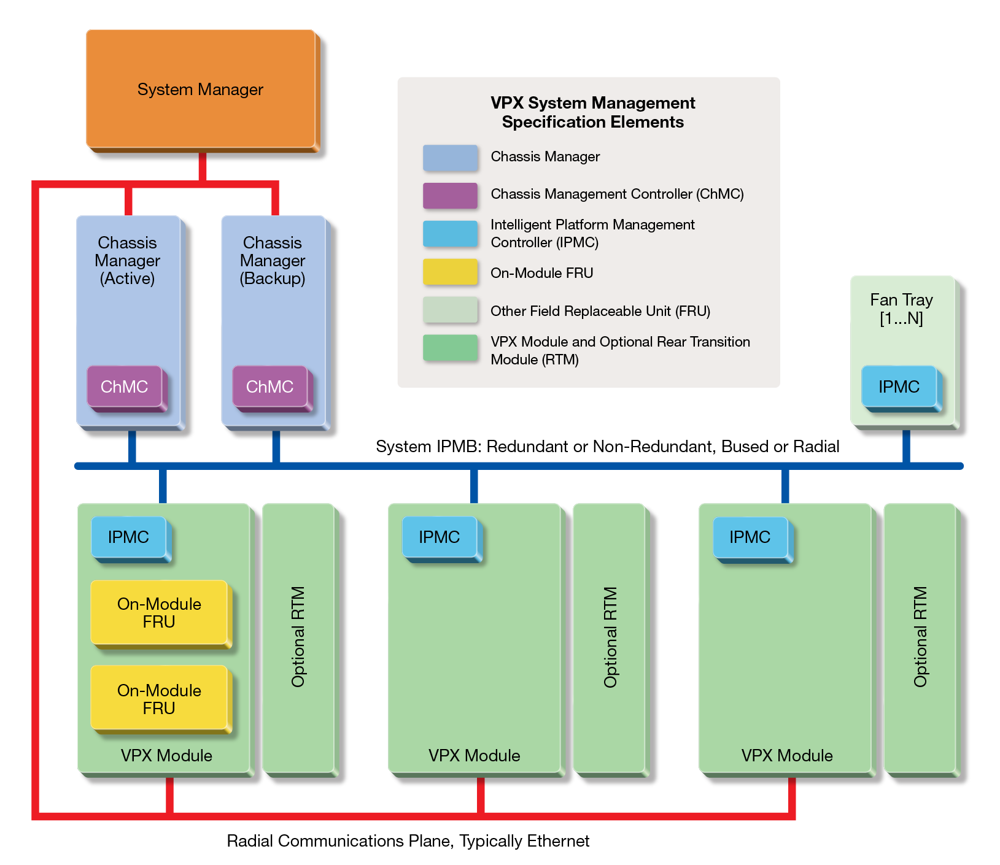 System Manager
VPX System Management
Specification Elements
Chassis Manager
Chassis Management Controller (ChMC)
Intelligent Platform Management
Controller (IPMC)
On-Module FRU
Other Field Replaceable Unit (FRU)
VPX Module and Optional Rear Transition
Module (RTM)
Chassis
Manager
(Active)
ChMC
Chassis
Manager
(Backup)
ChMC
Fan Tray
[1...N]
IPMC
System IPMB: Redundant or Non-Redundant, Bused or Radial
IPMC
On-Module
FRU
On-Module
FRU
VPX Module
Optional RTM
IPMC
VPX Module
Optional RTM
IPMC
VPX Module
Optional RTM
Radial Communications Plane, Typically Ethernet